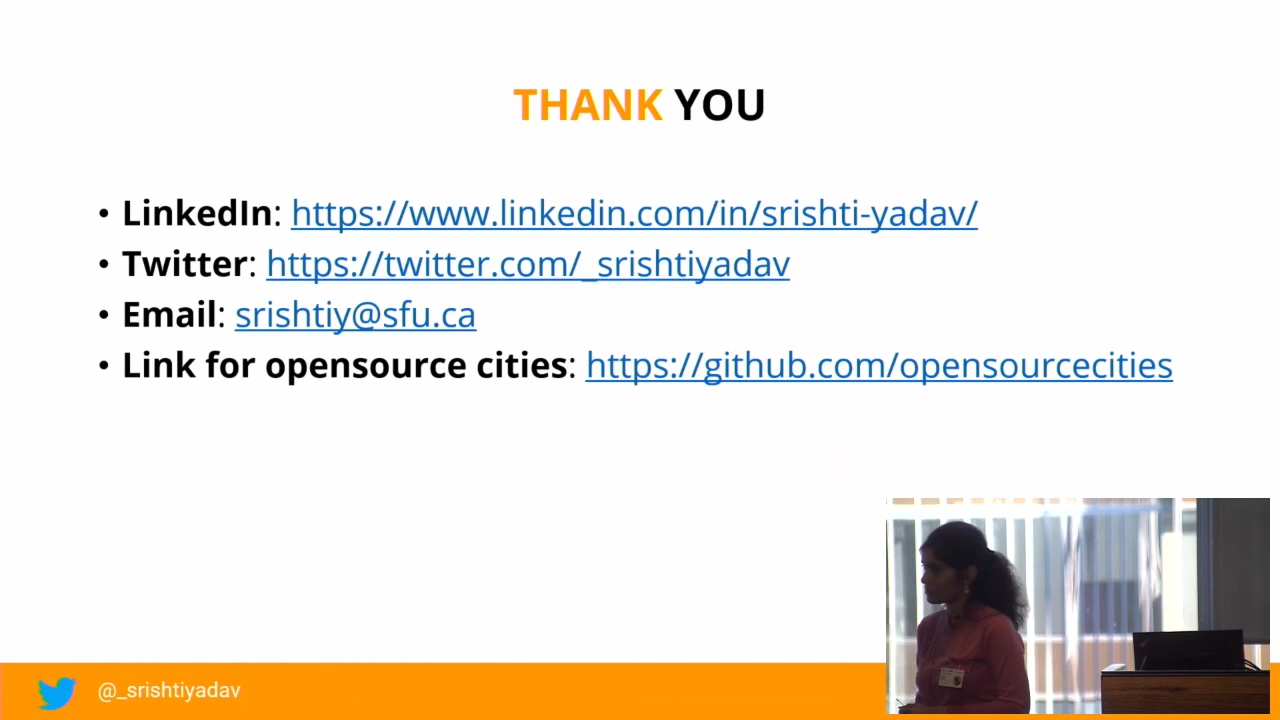 THANK YOU
• LinkedIn: https://www.linkedin.com/in/srishti-yadav/
• Twitter: https://twitter.com/_srishtiyadav
• Email: srishtiy@sfu.ca
• Link for opensource cities: https://github.com/opensourcecities
@_srishtiyadav